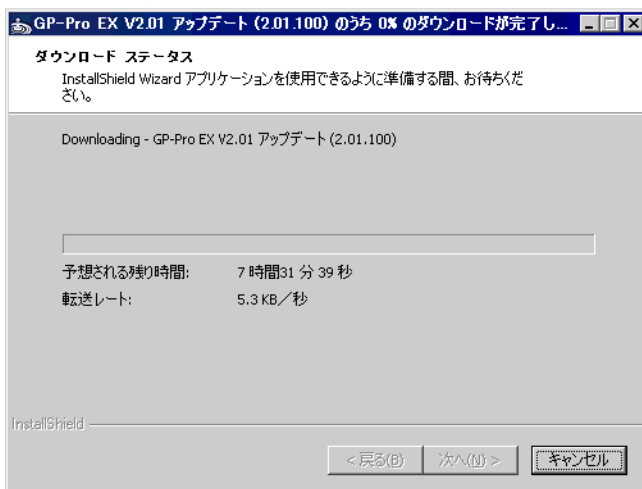 GP-Pro EX V2.01 アップデート (2.01.100) のうち 0% のダウンロードが完了し...
ダウンロード ステータス
InstallShield Wizard アプリケーションを使用できるように準備する間、お待ちくだ
さい。
Downloading - GP-Pro EX V2.01 アップデート (2.01.100)
予想される残り時間: 7 時間31 分 39 秒
転送レート: 5.3 KB／秒
InstallShield
< 戻る(B) 次へ(N) > キャンセル